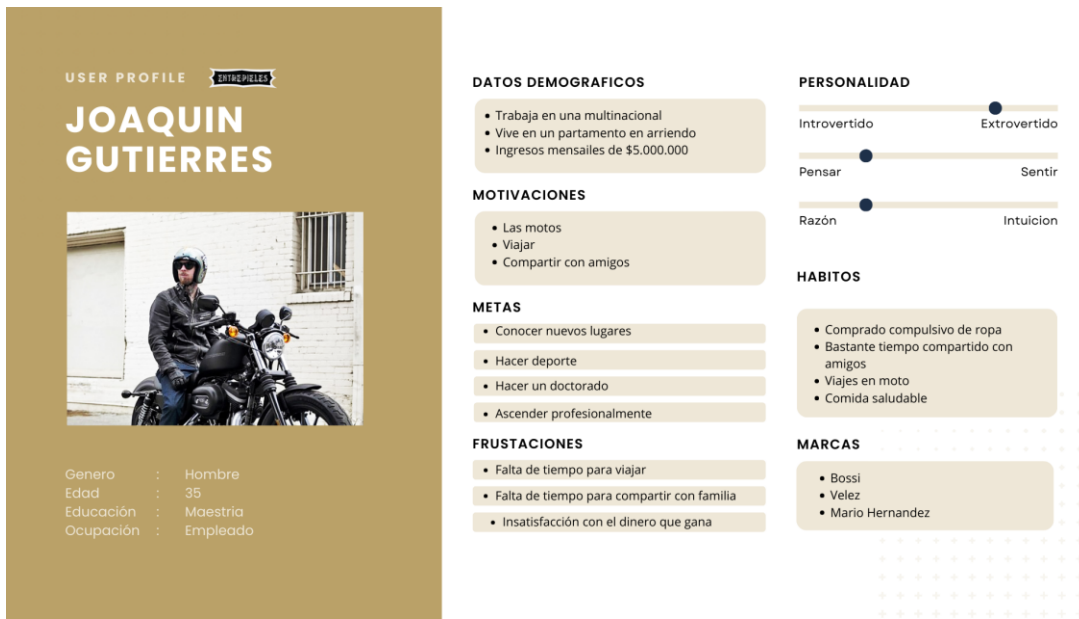 USER PROFILE
ENTREPIELES
JOAQUIN
GUTIERRES
Genero : Hombre
Edad : 35
Educación : Maestria
Ocupación : Empleado
DATOS DEMOGRAFICOS
Trabaja en una multinacional
Vive en un partamento en arriendo
Ingresos mensailes de $5.000.000
MOTIVACIONES
Las motos
Viajar
Compartir con amigos
METAS
Conocer nuevos lugares
Hacer deporte
Hacer un doctorado
Ascender profesionalmente
FRUSTACIONES
Falta de tiempo para viajar
Falta de tiempo para compartir con familia
Insatisfacción con el dinero que gana
PERSONALIDAD
Introvertido Extrovertido
Pensar Sentir
Razón Intuicion
HABITOS
Comprado compulsivo de ropa
Bastante tiempo compartido con
amigos
Viajes en moto
Comida saludable
MARCAS
Bossi
Velez
Mario Hernandez